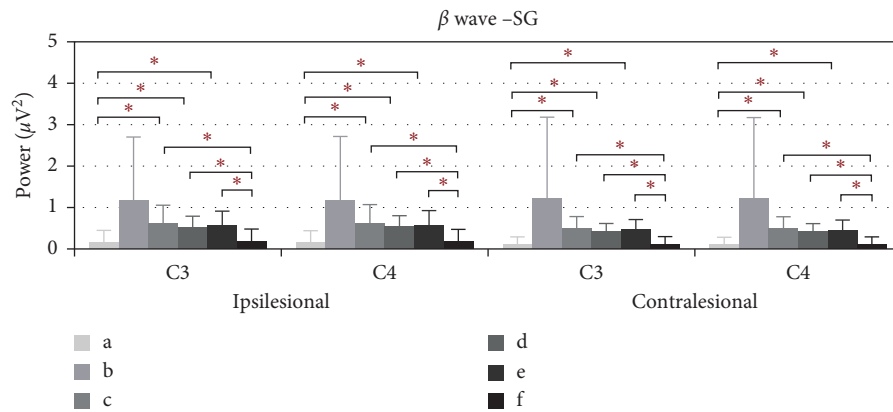 β wave –SG
Power (μV²)
5
4
3
2
1
0
* * * * * * * * * * * * * * * * * * * * * * * *
C3 C4 C3 C4
Ipsilesional Contralesional
a d
b e
c f